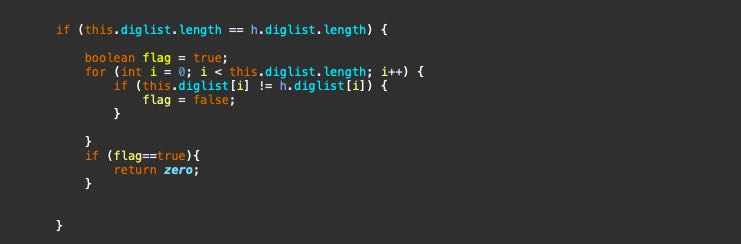 if (this.diglist.length == h.diglist.length) {
boolean flag = true;
for (int i = 0; i < this.diglist.length; i++) {
if (this.diglist[i] != h.diglist[i]) {
flag = false;
}
}
if (flag==true){
return zero;
}
}